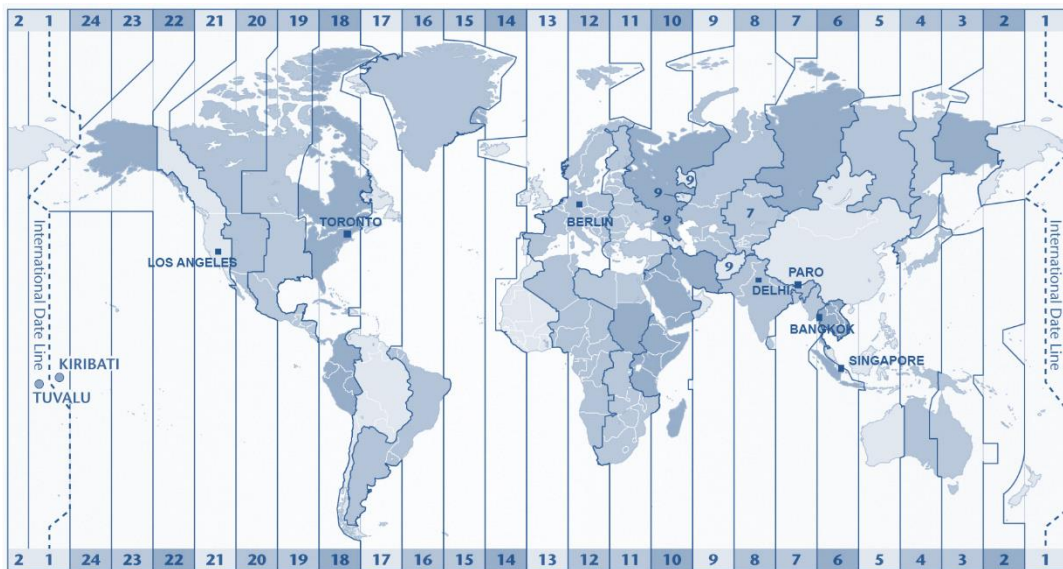 2 1 24 23 22 21 20 19 18 17 16 15 14 13 12 11 10 9 8 7 6 5 4 3 2 1
9
9
9
7
TORONTO
BERLIN
LOS ANGELES
9
PARO
DELHI
BANGKOK
SINGAPORE
International Date Line
International Date Line
KIRIBATI
TUVALU
2 1 24 23 22 21 20 19 18 17 16 15 14 13 12 11 10 9 8 7 6 5 4 3 2 1